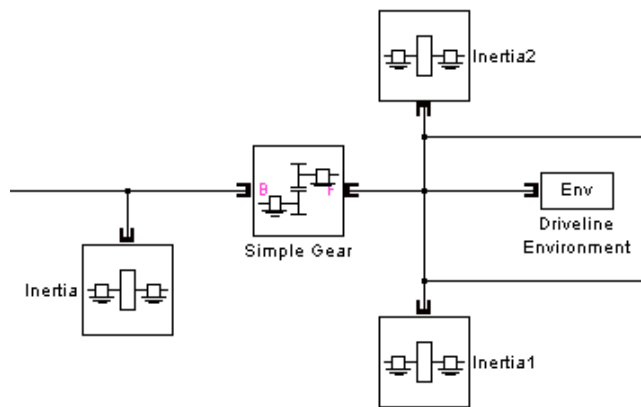 Inertia2
B
F
Env
Simple Gear
Driveline
Environment
Inertia
Inertia1